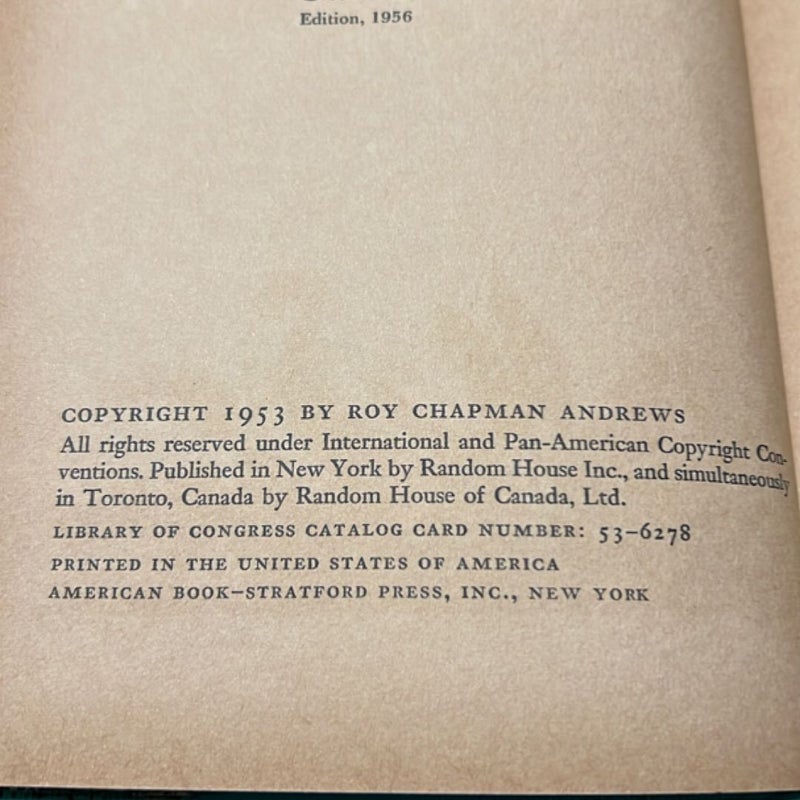 Edition, 1956
COPYRIGHT 1953 BY ROY CHAPMAN ANDREWS
All rights reserved under International and Pan-American Copyright Con-
ventions. Published in New York by Random House Inc., and simultaneously
in Toronto, Canada by Random House of Canada, Ltd.
LIBRARY OF CONGRESS CATALOG CARD NUMBER: 53-6278
PRINTED IN THE UNITED STATES OF AMERICA
AMERICAN BOOK–STRATFORD PRESS, INC., NEW YORK